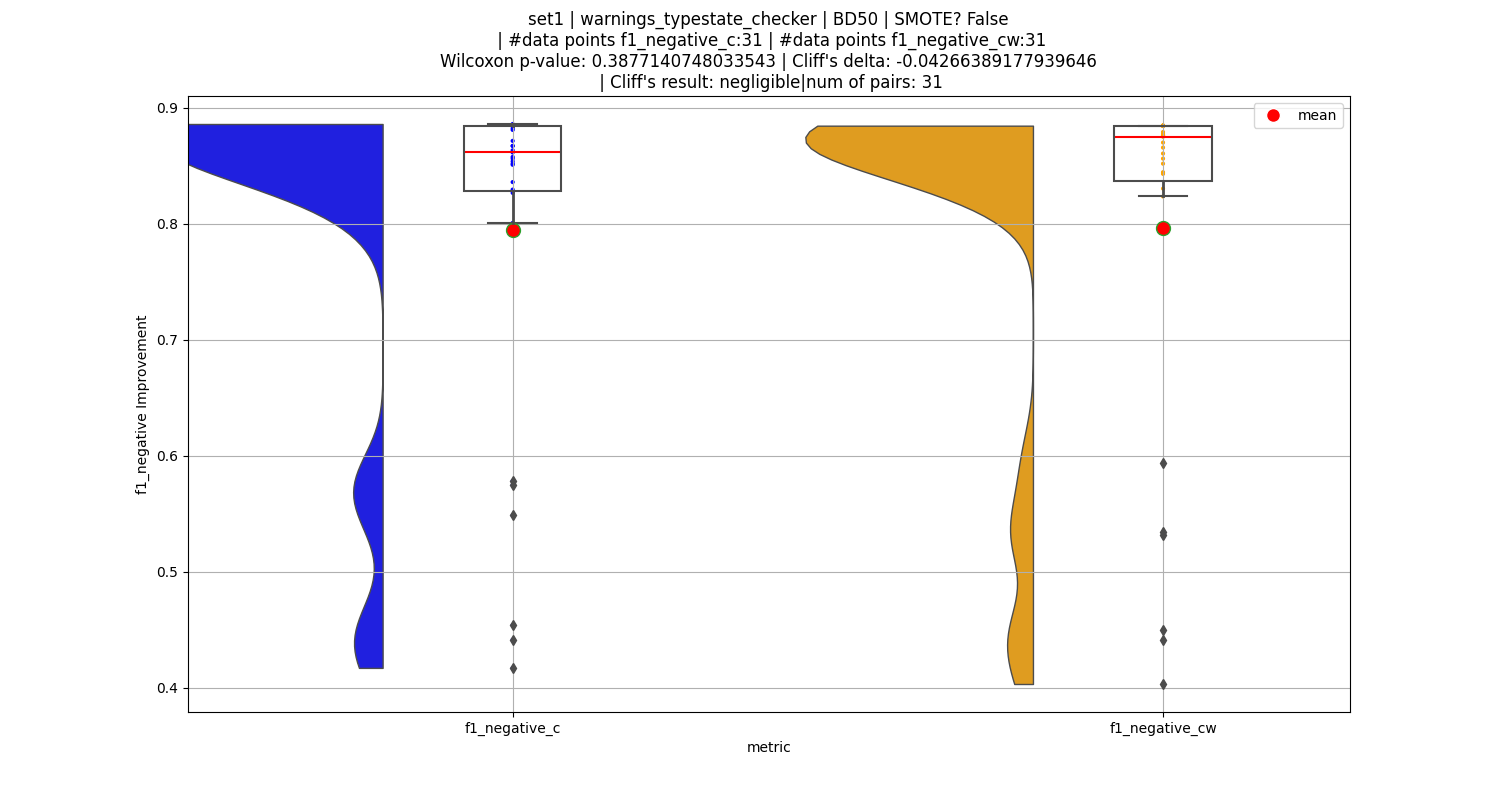 set1 | warnings_typestate_checker | BD50 | SMOTE? False
| #data points f1_negative_c:31 | #data points f1_negative_cw:31
Wilcoxon p-value: 0.3877140748033543 | Cliff's delta: -0.04266389177939646
| Cliff's result: negligible|num of pairs: 31
mean
0.9
0.8
0.7
0.6
0.5
0.4
f1_negative Improvement
f1_negative_c
f1_negative_cw
metric